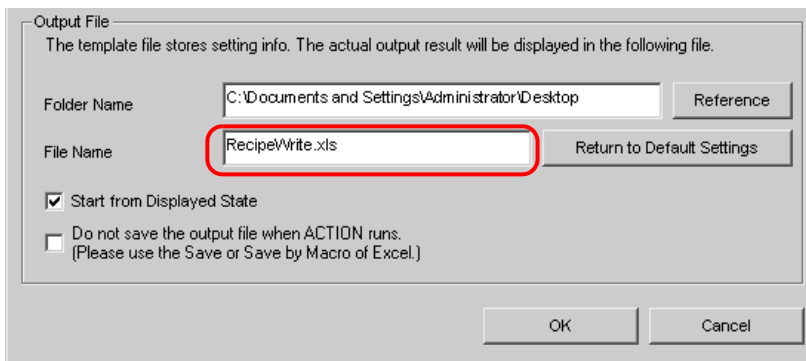 Output File
The template file stores setting info. The actual output result will be displayed in the following file.
Folder Name
C:\Documents and Settings\Administrator\Desktop
Reference
File Name
RecipeWrite.xls
Return to Default Settings
Start from Displayed State
Do not save the output file when ACTION runs.
(Please use the Save or Save by Macro of Excel.)
OK
Cancel